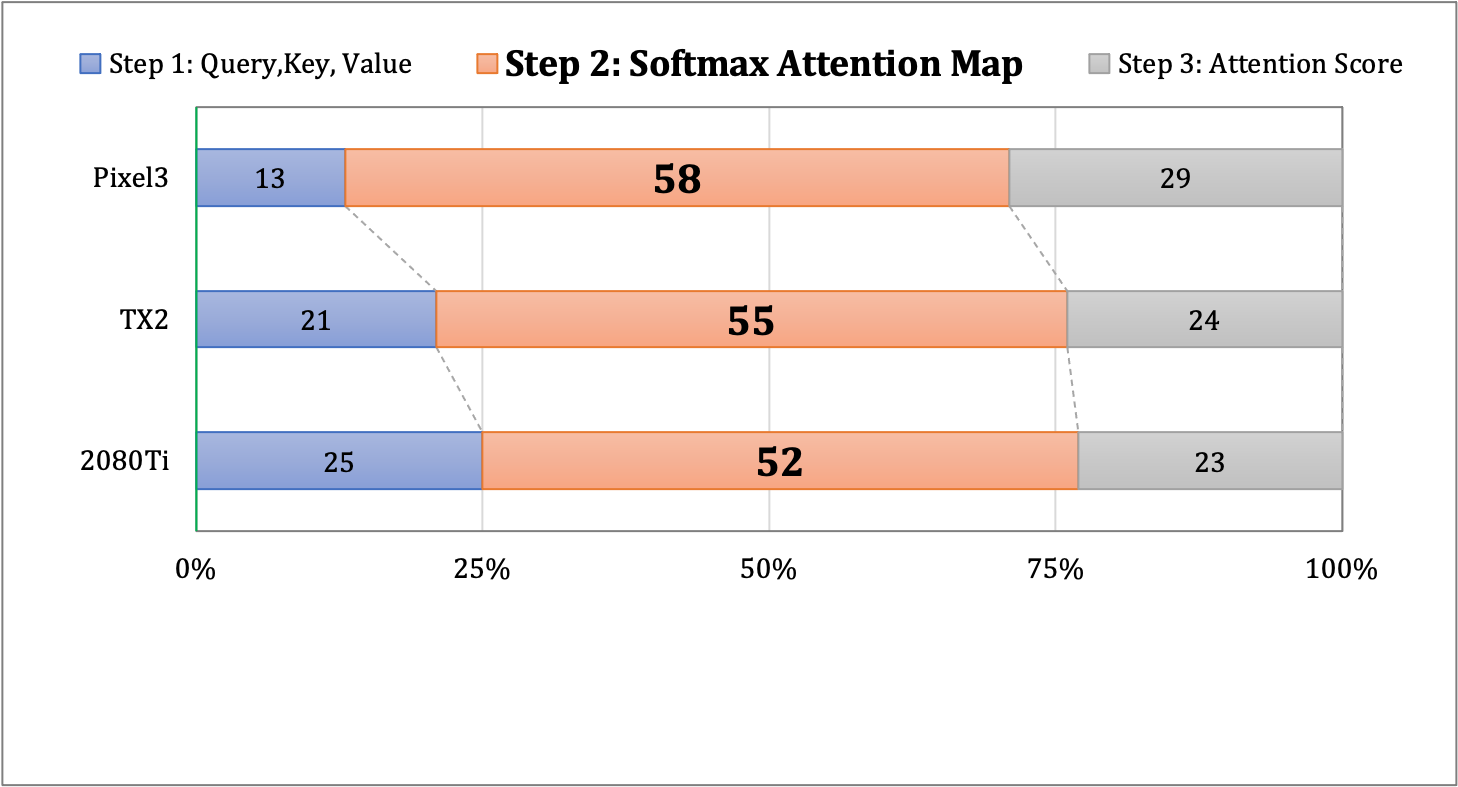 Step 1: Query,Key, Value Step 2: Softmax Attention Map Step 3: Attention Score
Pixel3 13 58 29
TX2 21 55 24
2080Ti 25 52 23
0% 25% 50% 75% 100%